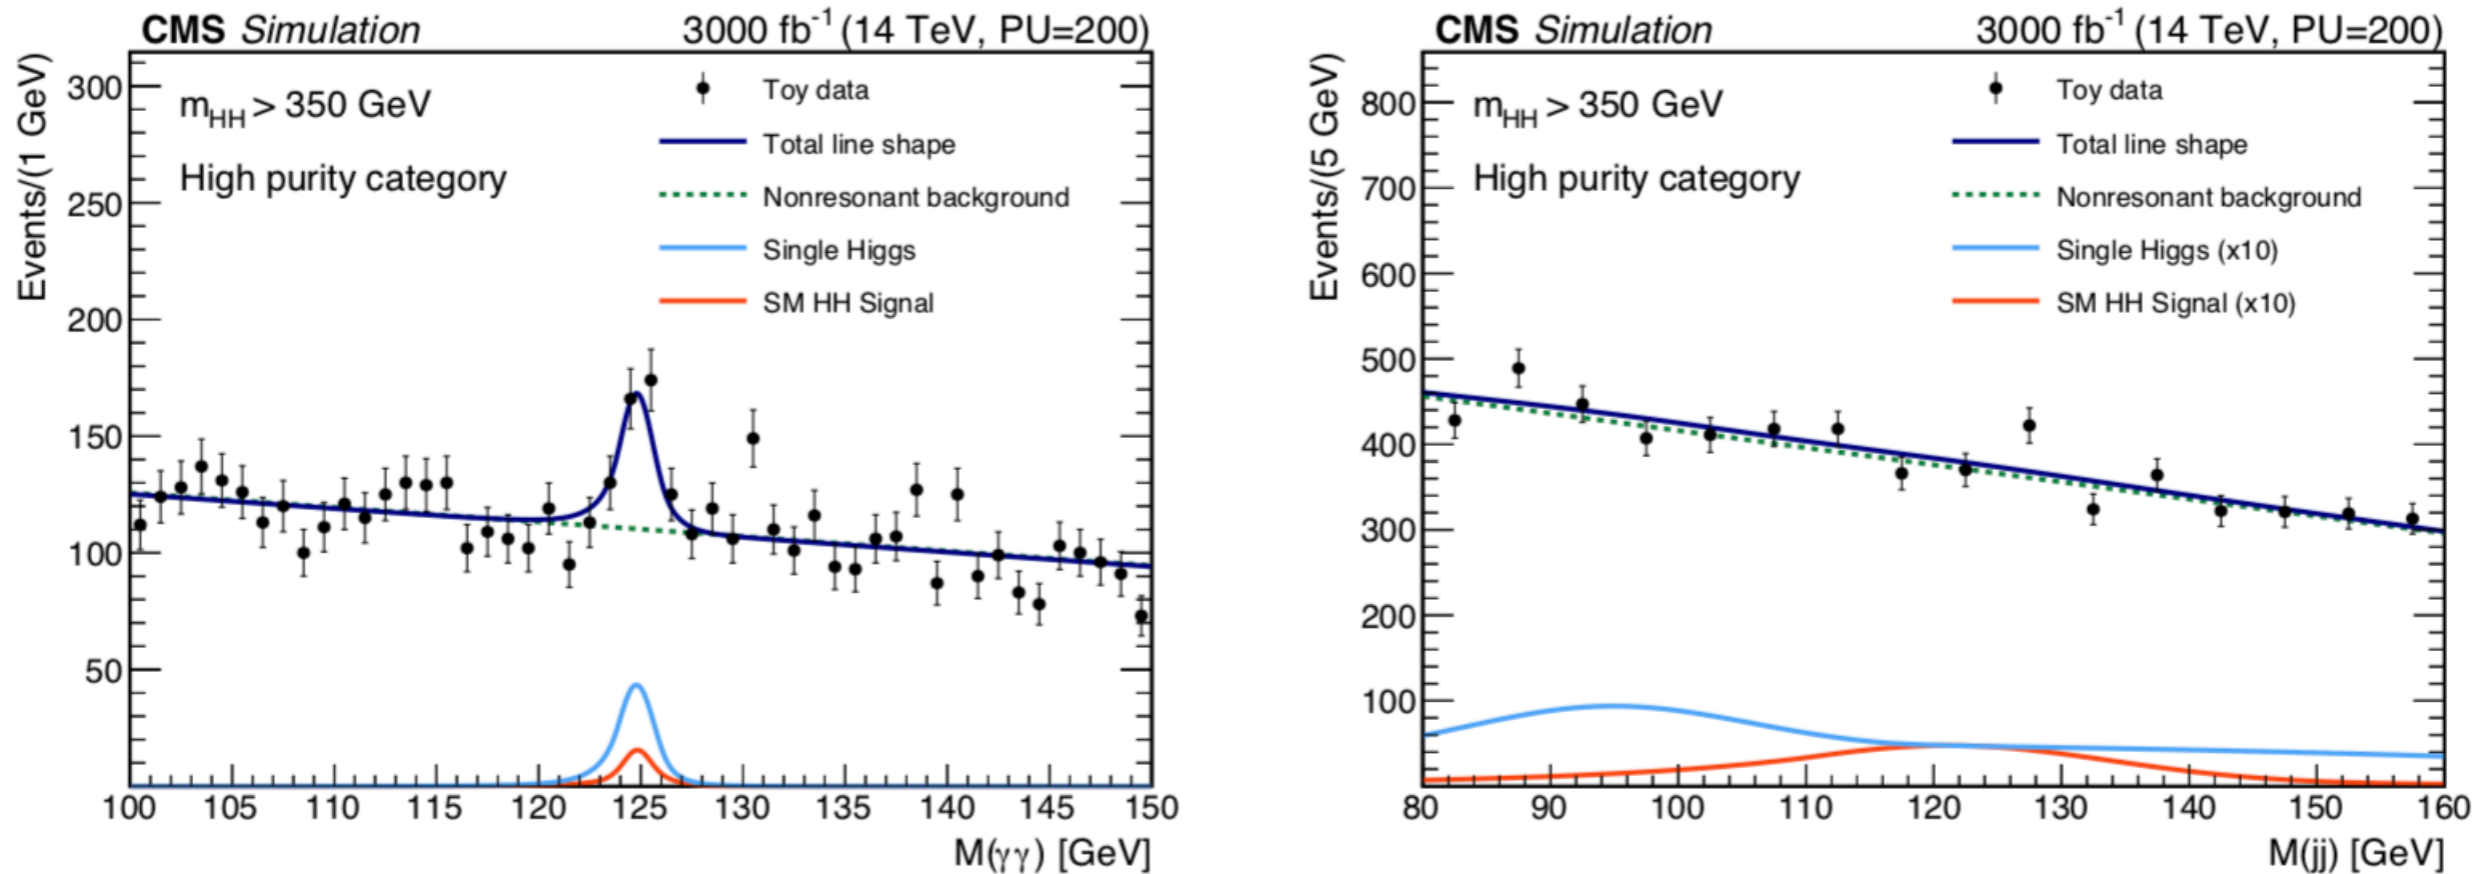 CMS Simulation 3000 fb-1 (14 TeV, PU=200)
Events/(1 GeV)
mHH > 350 GeV
High purity category
Toy data
Total line shape
Nonresonant background
Single Higgs
SM HH Signal
300
250
200
150
100
50
100 105 110 115 120 125 130 135 140 145 150
M(γγ) [GeV]
CMS Simulation 3000 fb-1 (14 TeV, PU=200)
Events/(5 GeV)
mHH > 350 GeV
High purity category
Toy data
Total line shape
Nonresonant background
Single Higgs (x10)
SM HH Signal (x10)
800
700
600
500
400
300
200
100
80 90 100 110 120 130 140 150 160
M(jj) [GeV]